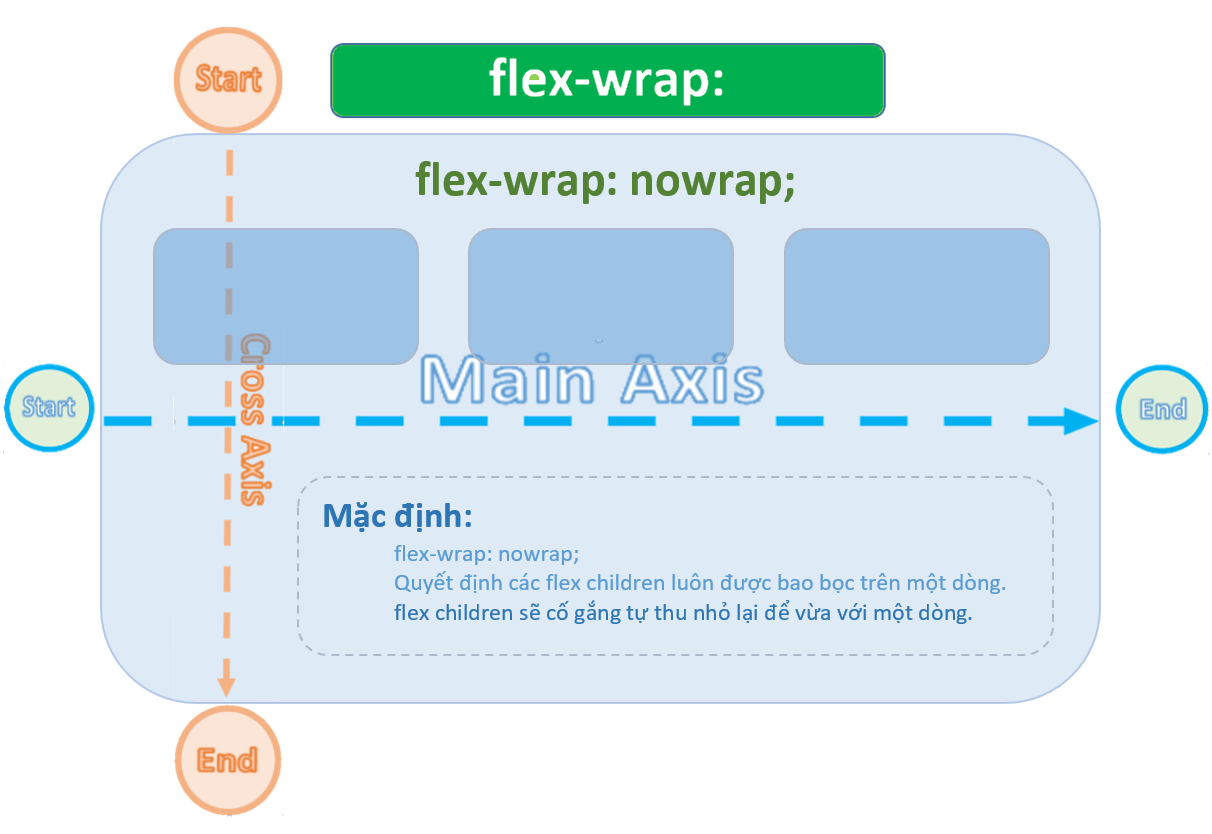 Start
flex-wrap:
flex-wrap: nowrap;
Cross Axis
Main Axis
Start
End
Mặc định:
flex-wrap: nowrap;
Quyết định các flex children luôn được bao bọc trên một dòng.
flex children sẽ cố gắng tự thu nhỏ lại để vừa với một dòng.
End